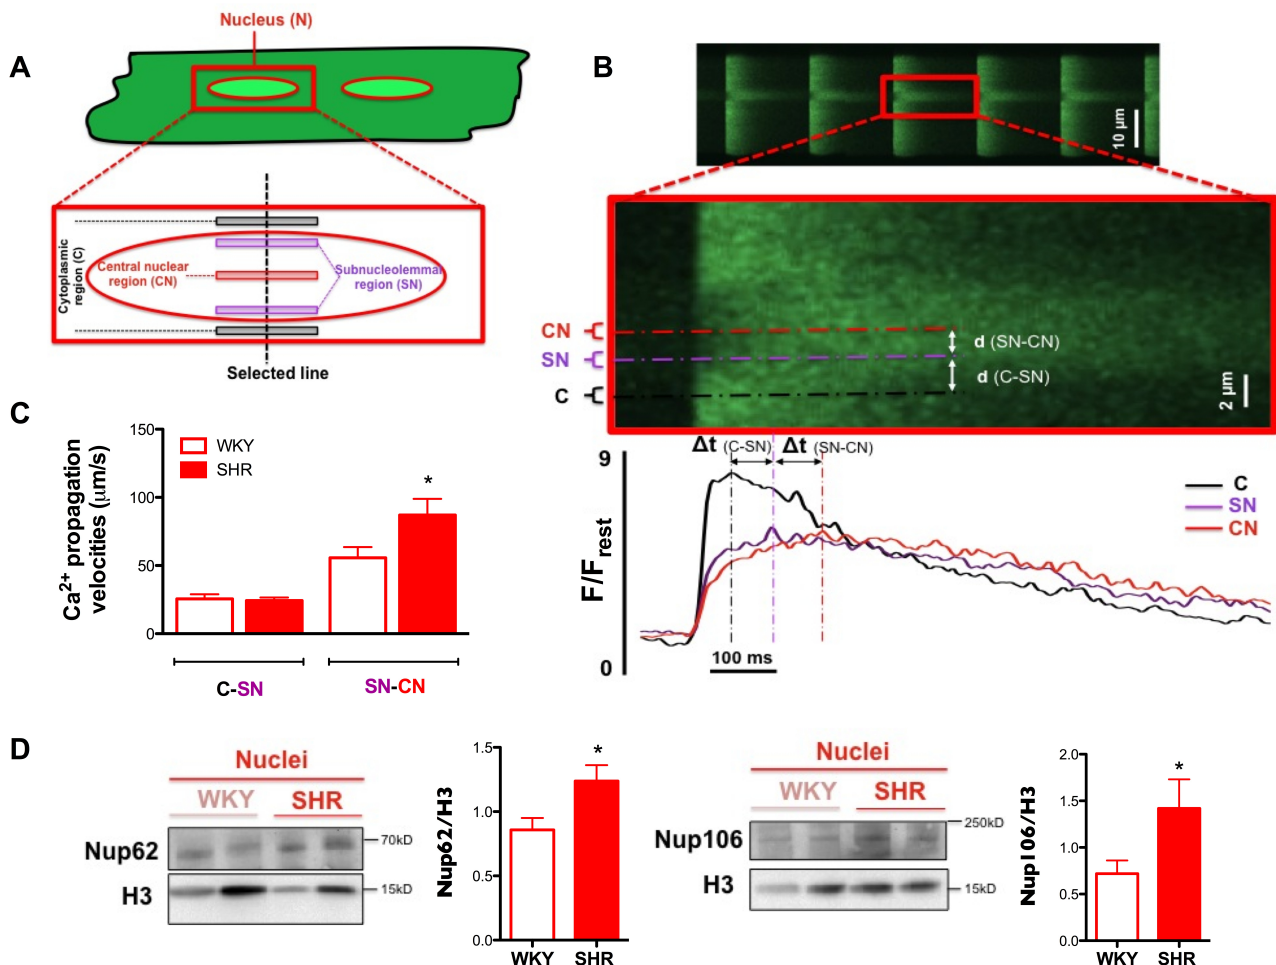 A
Nucleus (N)
Cytoplasmic
region (C)
Central nuclear
region (CN)
Subnucleolemmal
region (SN)
Selected line
B
10 µm
CN
SN
C
d (SN-CN)
d (C-SN)
2 µm
Δt (C-SN)
Δt (SN-CN)
9
F/Frest
0
100 ms
C
SN
CN
C
Ca2+ propagation
velocities (µm/s)
150
100
50
0
WKY
SHR
*
C-SN
SN-CN
D
Nuclei
WKY SHR
Nup62
70kD
H3
15kD
Nup62/H3
1.5
1.0
0.5
0.0
*
WKY SHR
Nuclei
WKY SHR
Nup106
250kD
H3
15kD
Nup106/H3
2.0
1.5
1.0
0.5
0.0
*
WKY SHR